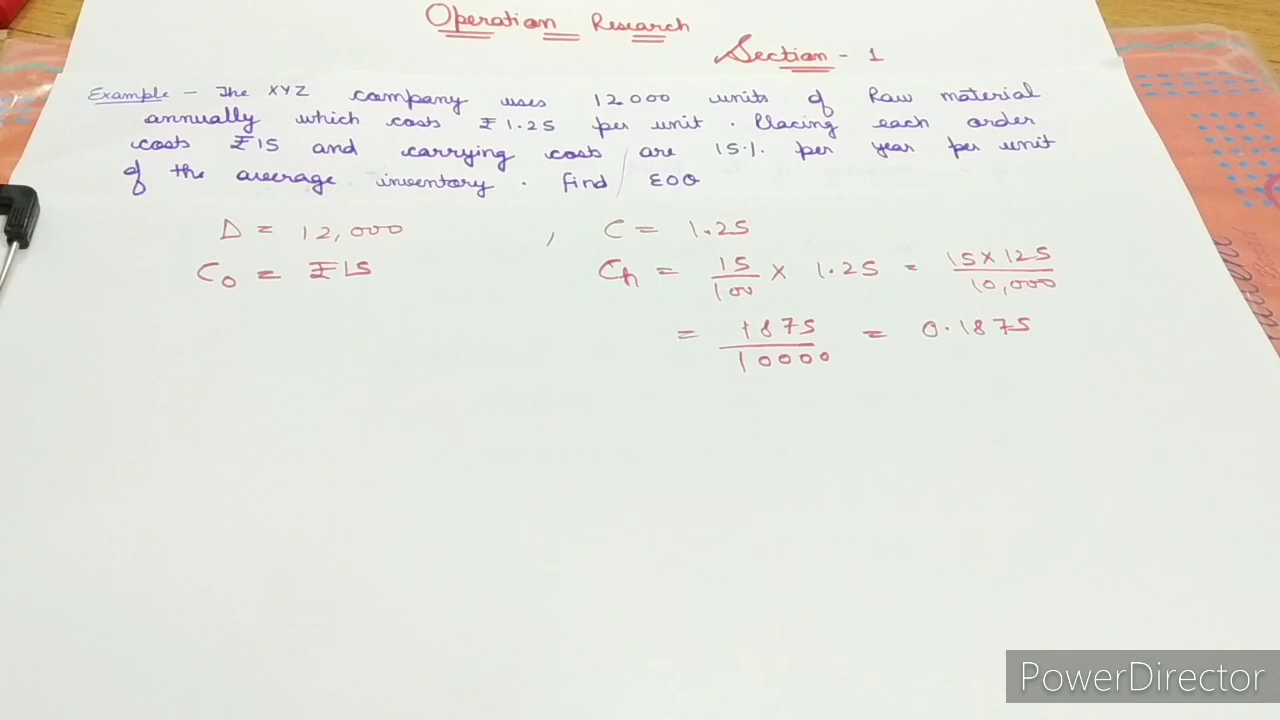 Operation Research
Section - 1
Example - The XYZ company uses 12000 units of Raw material
annually which costs ₹1.25 per unit. Placing each order
costs ₹15 and carrying costs are 15% per year per unit
of the average inventory. Find EOQ
D = 12,000 , C = 1.25
C₀ = ₹15 Cₕ = 15/100 × 1.25 = 15×125/10,000
= 1875/10000 = 0.1875
PowerDirector